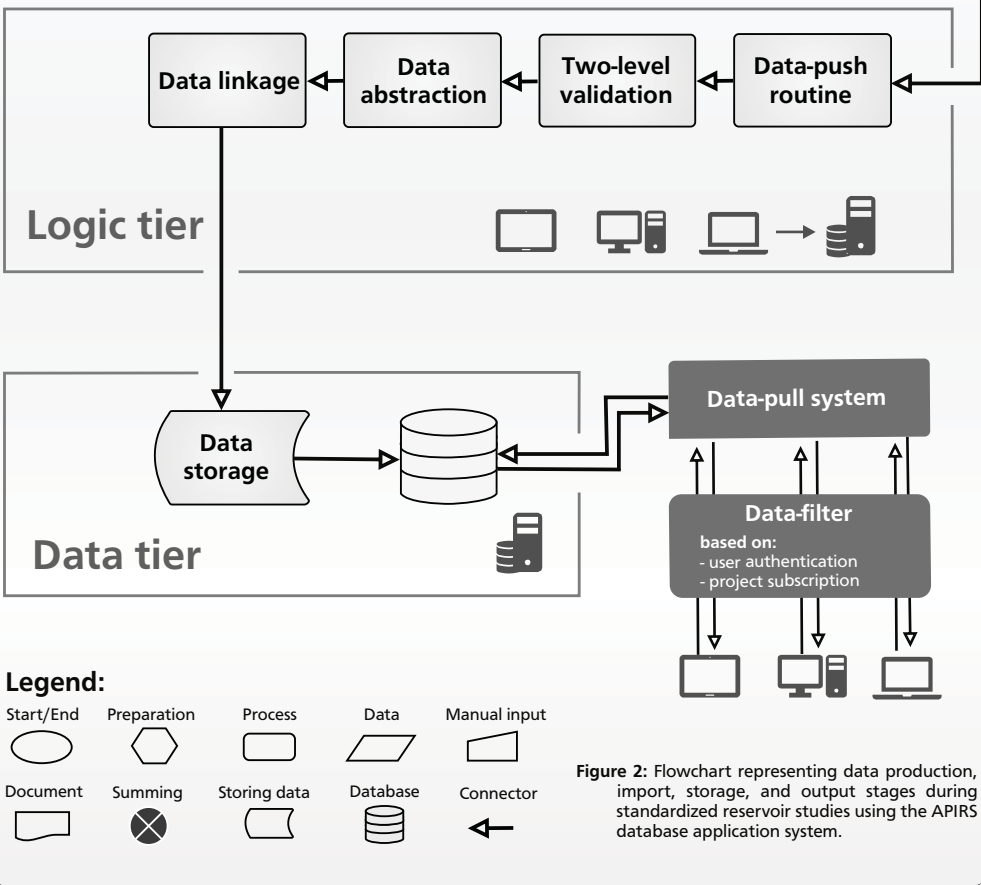 Data linkage
Data
abstraction
Two-level
validation
Data-push
routine
Logic tier
Data
storage
Data tier
Data-pull system
Data-filter
based on:
- user authentication
- project subscription
Legend:
Start/End
Preparation
Process
Data
Manual input
Document
Summing
Storing data
Database
Connector
Figure 2: Flowchart representing data production,
import, storage, and output stages during
standardized reservoir studies using the APIRS
database application system.